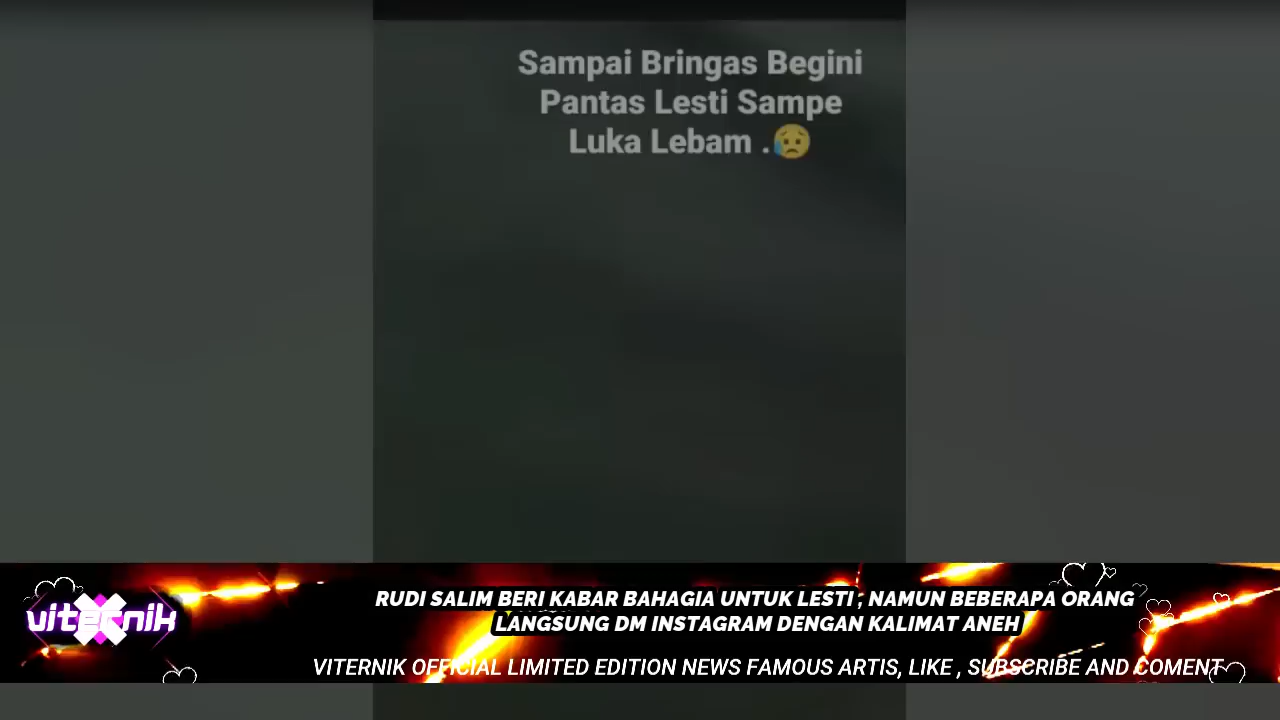 Sampai Bringas Begini
Pantas Lesti Sampe
Luka Lebam .😥
viternik
RUDI SALIM BERI KABAR BAHAGIA UNTUK LESTI , NAMUN BEBERAPA ORANG
LANGSUNG DM INSTAGRAM DENGAN KALIMAT ANEH
VITERNIK OFFICIAL LIMITED EDITION NEWS FAMOUS ARTIS, LIKE , SUBSCRIBE AND COMENT